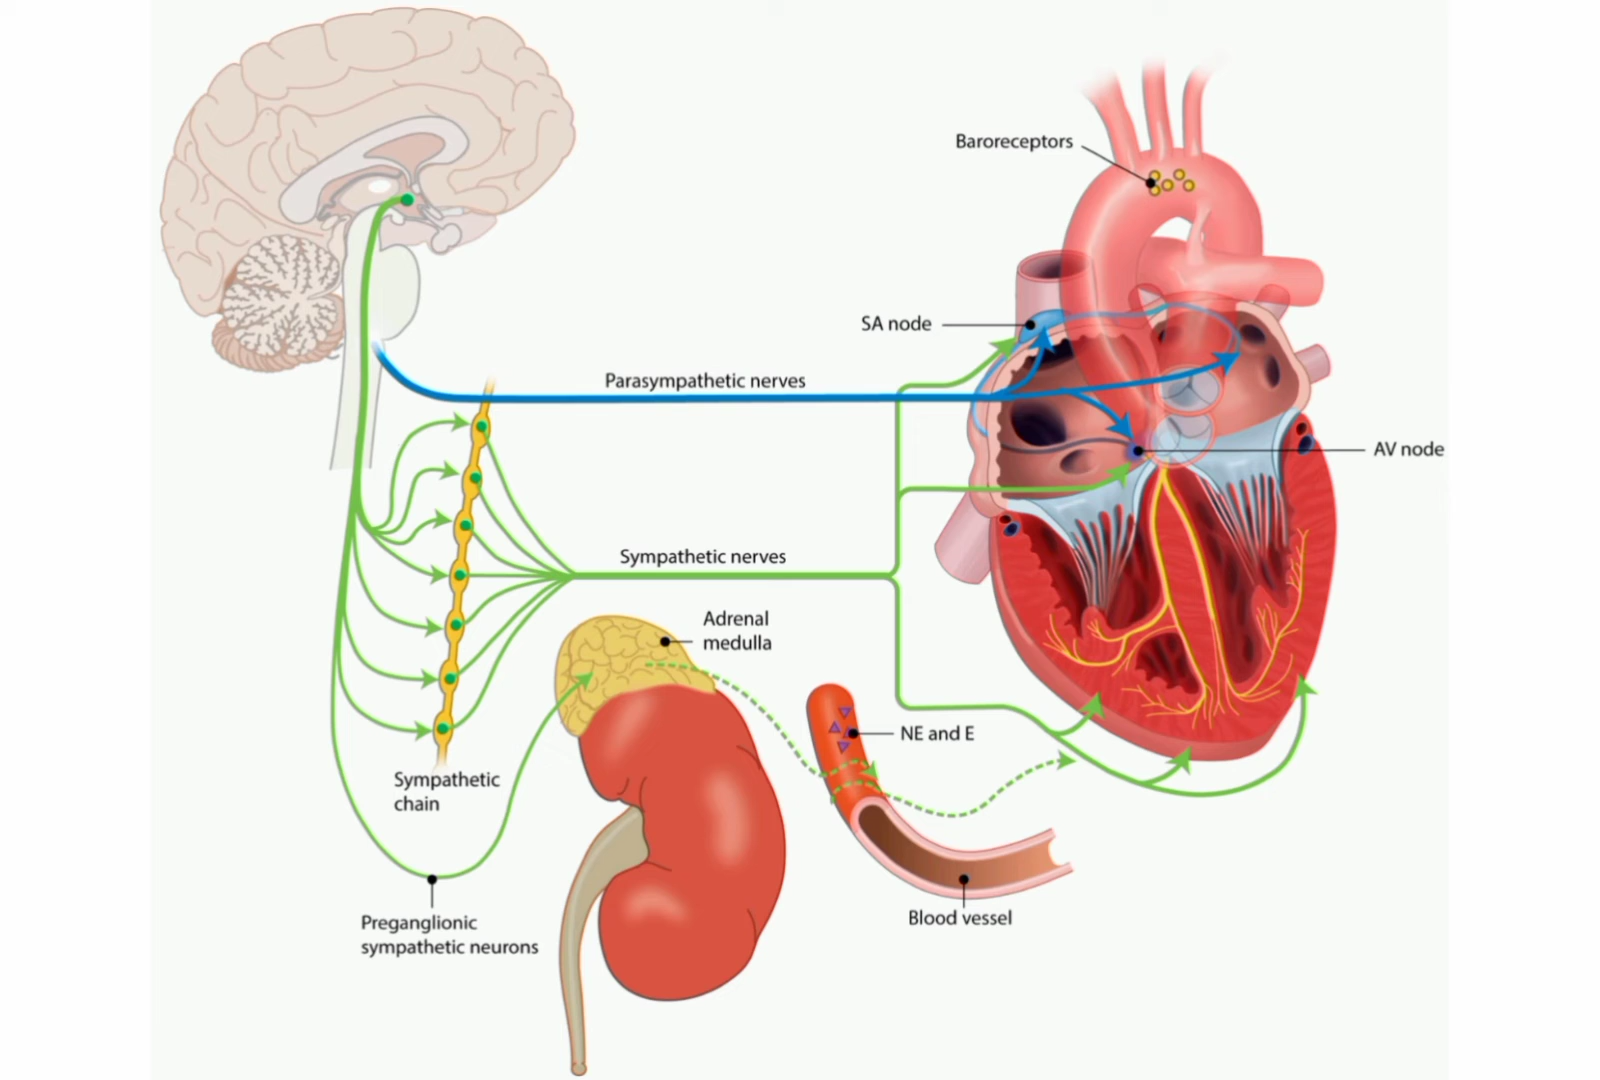 Baroreceptors
SA node
Parasympathetic nerves
AV node
Sympathetic nerves
Adrenal
medulla
NE and E
Sympathetic
chain
Blood vessel
Preganglionic
sympathetic neurons